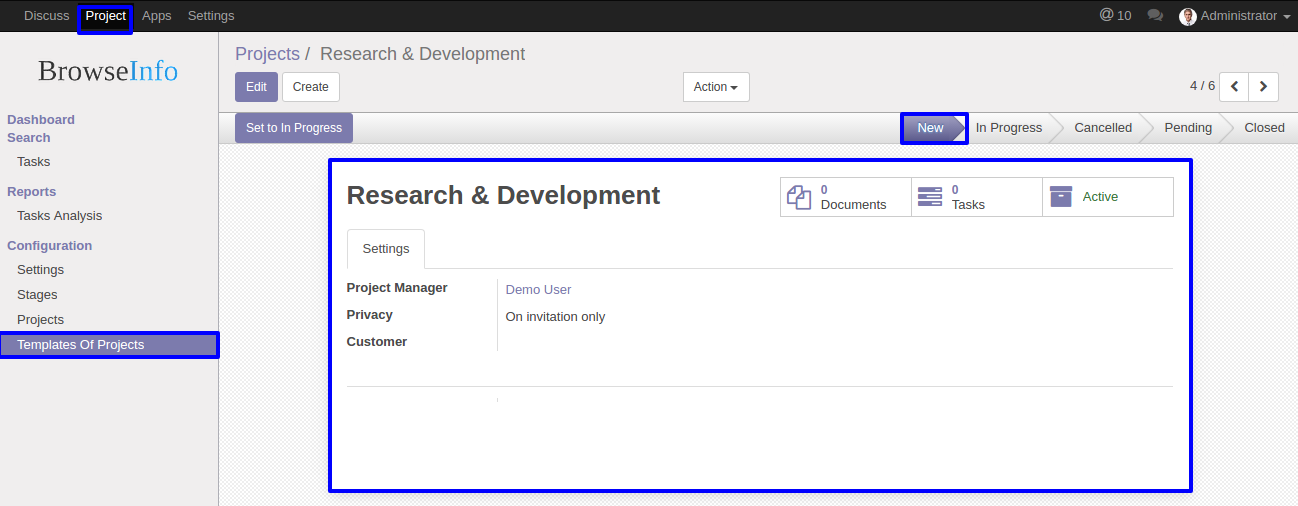 Discuss Project Apps Settings @ 10 Administrator
BrowseInfo
Dashboard
Search
Tasks
Reports
Tasks Analysis
Configuration
Settings
Stages
Projects
Templates Of Projects
Projects / Research & Development
Edit Create Action 4 / 6
Set to In Progress New In Progress Cancelled Pending Closed
Research & Development
0
Documents
0
Tasks
Active
Settings
Project Manager Demo User
Privacy On invitation only
Customer